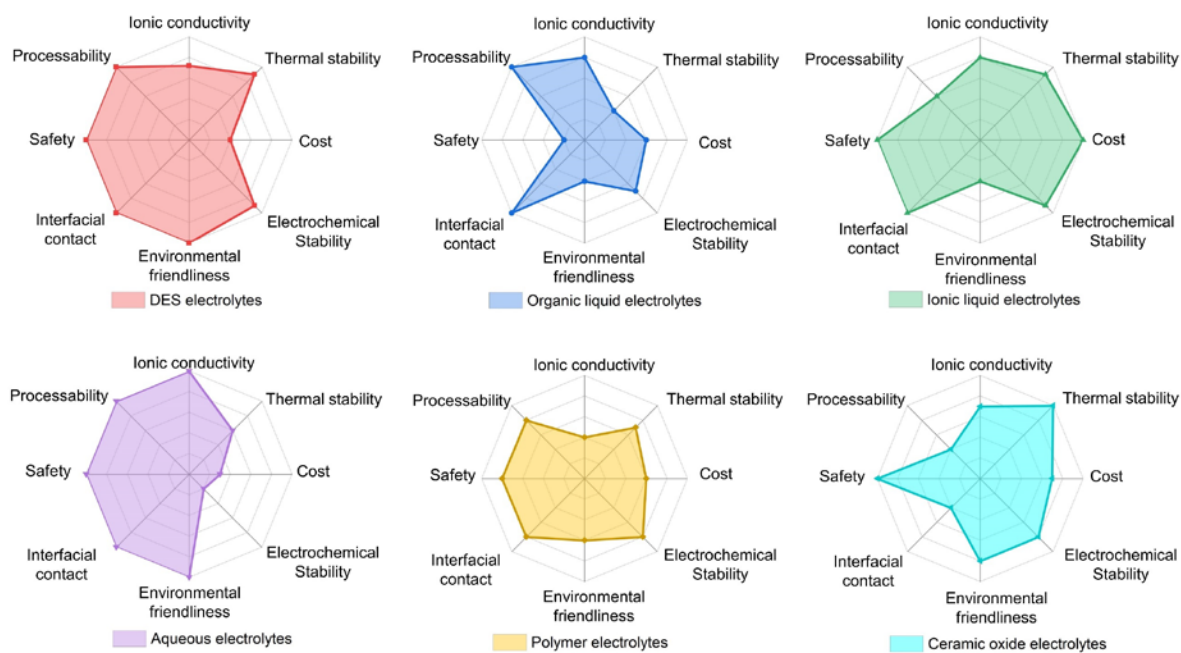 Ionic conductivity
Processability
Thermal stability
Safety
Cost
Interfacial
contact
Electrochemical
Stability
Environmental
friendliness
DES electrolytes
Ionic conductivity
Processability
Thermal stability
Safety
Cost
Interfacial
contact
Electrochemical
Stability
Environmental
friendliness
Organic liquid electrolytes
Ionic conductivity
Processability
Thermal stability
Safety
Cost
Interfacial
contact
Electrochemical
Stability
Environmental
friendliness
Ionic liquid electrolytes
Ionic conductivity
Processability
Thermal stability
Safety
Cost
Interfacial
contact
Electrochemical
Stability
Environmental
friendliness
Aqueous electrolytes
Ionic conductivity
Processability
Thermal stability
Safety
Cost
Interfacial
contact
Electrochemical
Stability
Environmental
friendliness
Polymer electrolytes
Ionic conductivity
Processability
Thermal stability
Safety
Cost
Interfacial
contact
Electrochemical
Stability
Environmental
friendliness
Ceramic oxide electrolytes